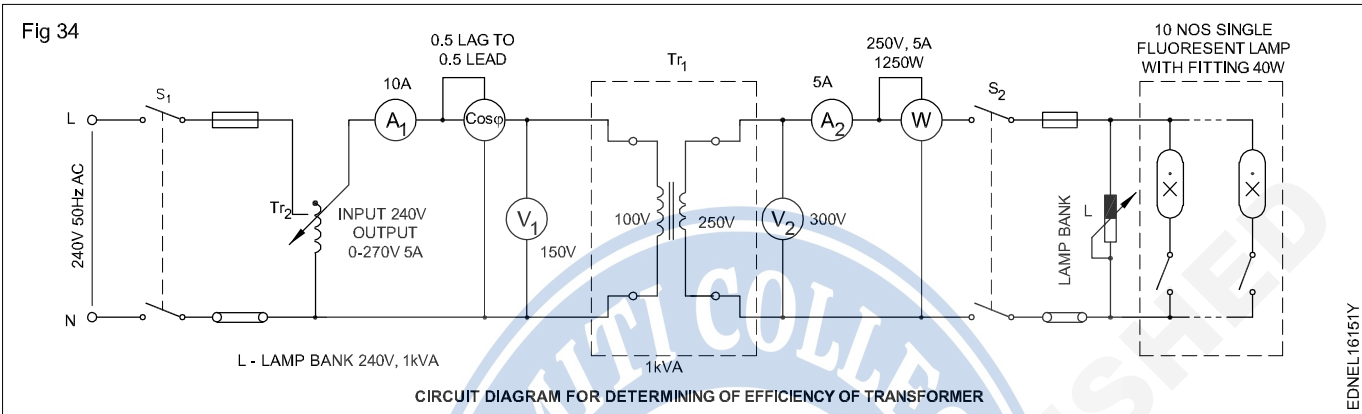 Fig 34
0.5 LAG TO
0.5 LEAD
250V, 5A
1250W
10 NOS SINGLE
FLUORESENT LAMP
WITH FITTING 40W
Tr1
10A
5A
S1
S2
L
A1
Cosφ
A2
W
240V 50Hz AC
Tr2
INPUT 240V
OUTPUT
0-270V 5A
V1
150V
100V
250V
V2
300V
LAMP BANK
L
N
L - LAMP BANK 240V, 1kVA
1kVA
CIRCUIT DIAGRAM FOR DETERMINING OF EFFICIENCY OF TRANSFORMER
EDNEL16151Y